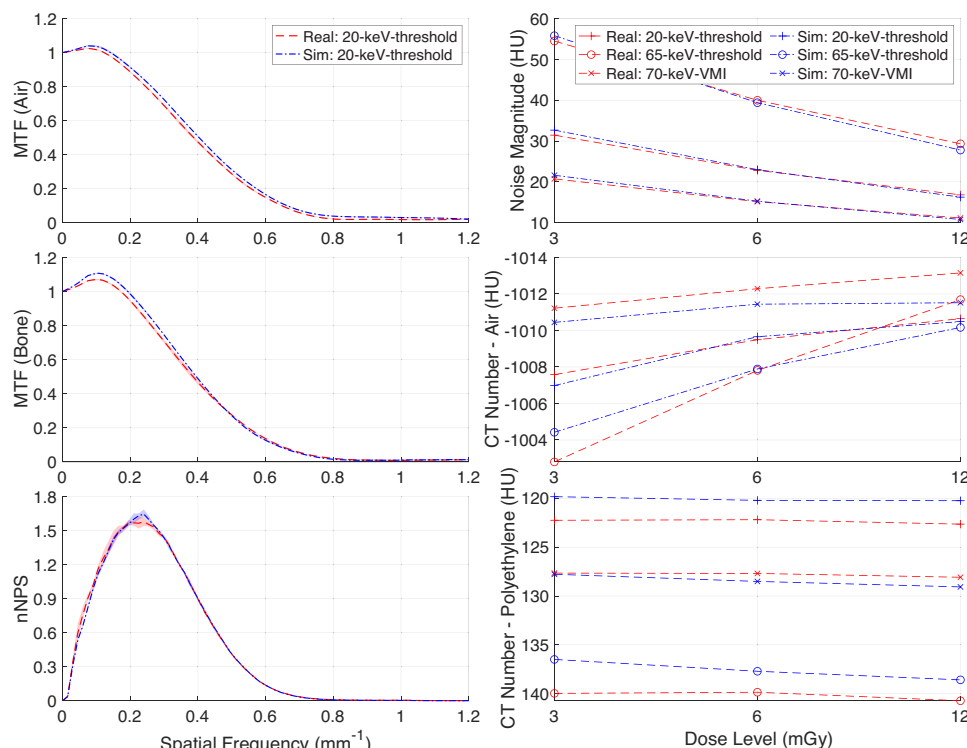 1.2
1
0.8
0.6
0.4
0.2
0
MTF (Air)
Real: 20-keV-threshold
Sim: 20-keV-threshold
0 0.2 0.4 0.6 0.8 1 1.2
1.2
1
0.8
0.6
0.4
0.2
0
MTF (Bone)
0 0.2 0.4 0.6 0.8 1 1.2
1.8
1.5
1.2
0.9
0.6
0.3
0
nNPS
0 0.2 0.4 0.6 0.8 1 1.2
Spatial Frequency (mm-1)
60
50
40
30
20
10
Noise Magnitude (HU)
Real: 20-keV-threshold
Real: 65-keV-threshold
Real: 70-keV-VMI
Sim: 20-keV-threshold
Sim: 65-keV-threshold
Sim: 70-keV-VMI
3 6 12
-1014
-1012
-1010
-1008
-1006
-1004
CT Number - Air (HU)
3 6 12
120
125
130
135
140
CT Number - Polyethylene (HU)
3 6 12
Dose Level (mGy)